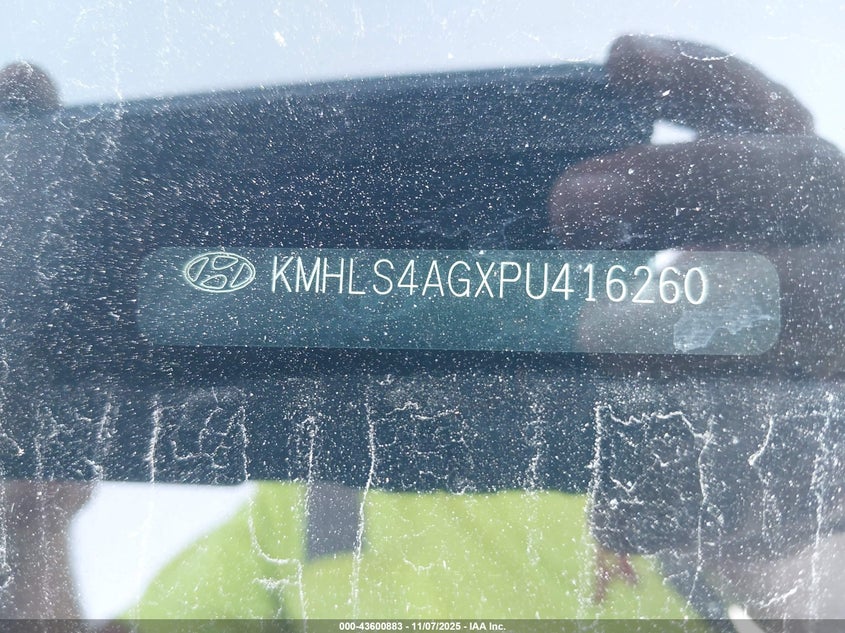 KMHLS4AGXPU416260
000-43600883 - 11/07/2025 - IAA Inc.